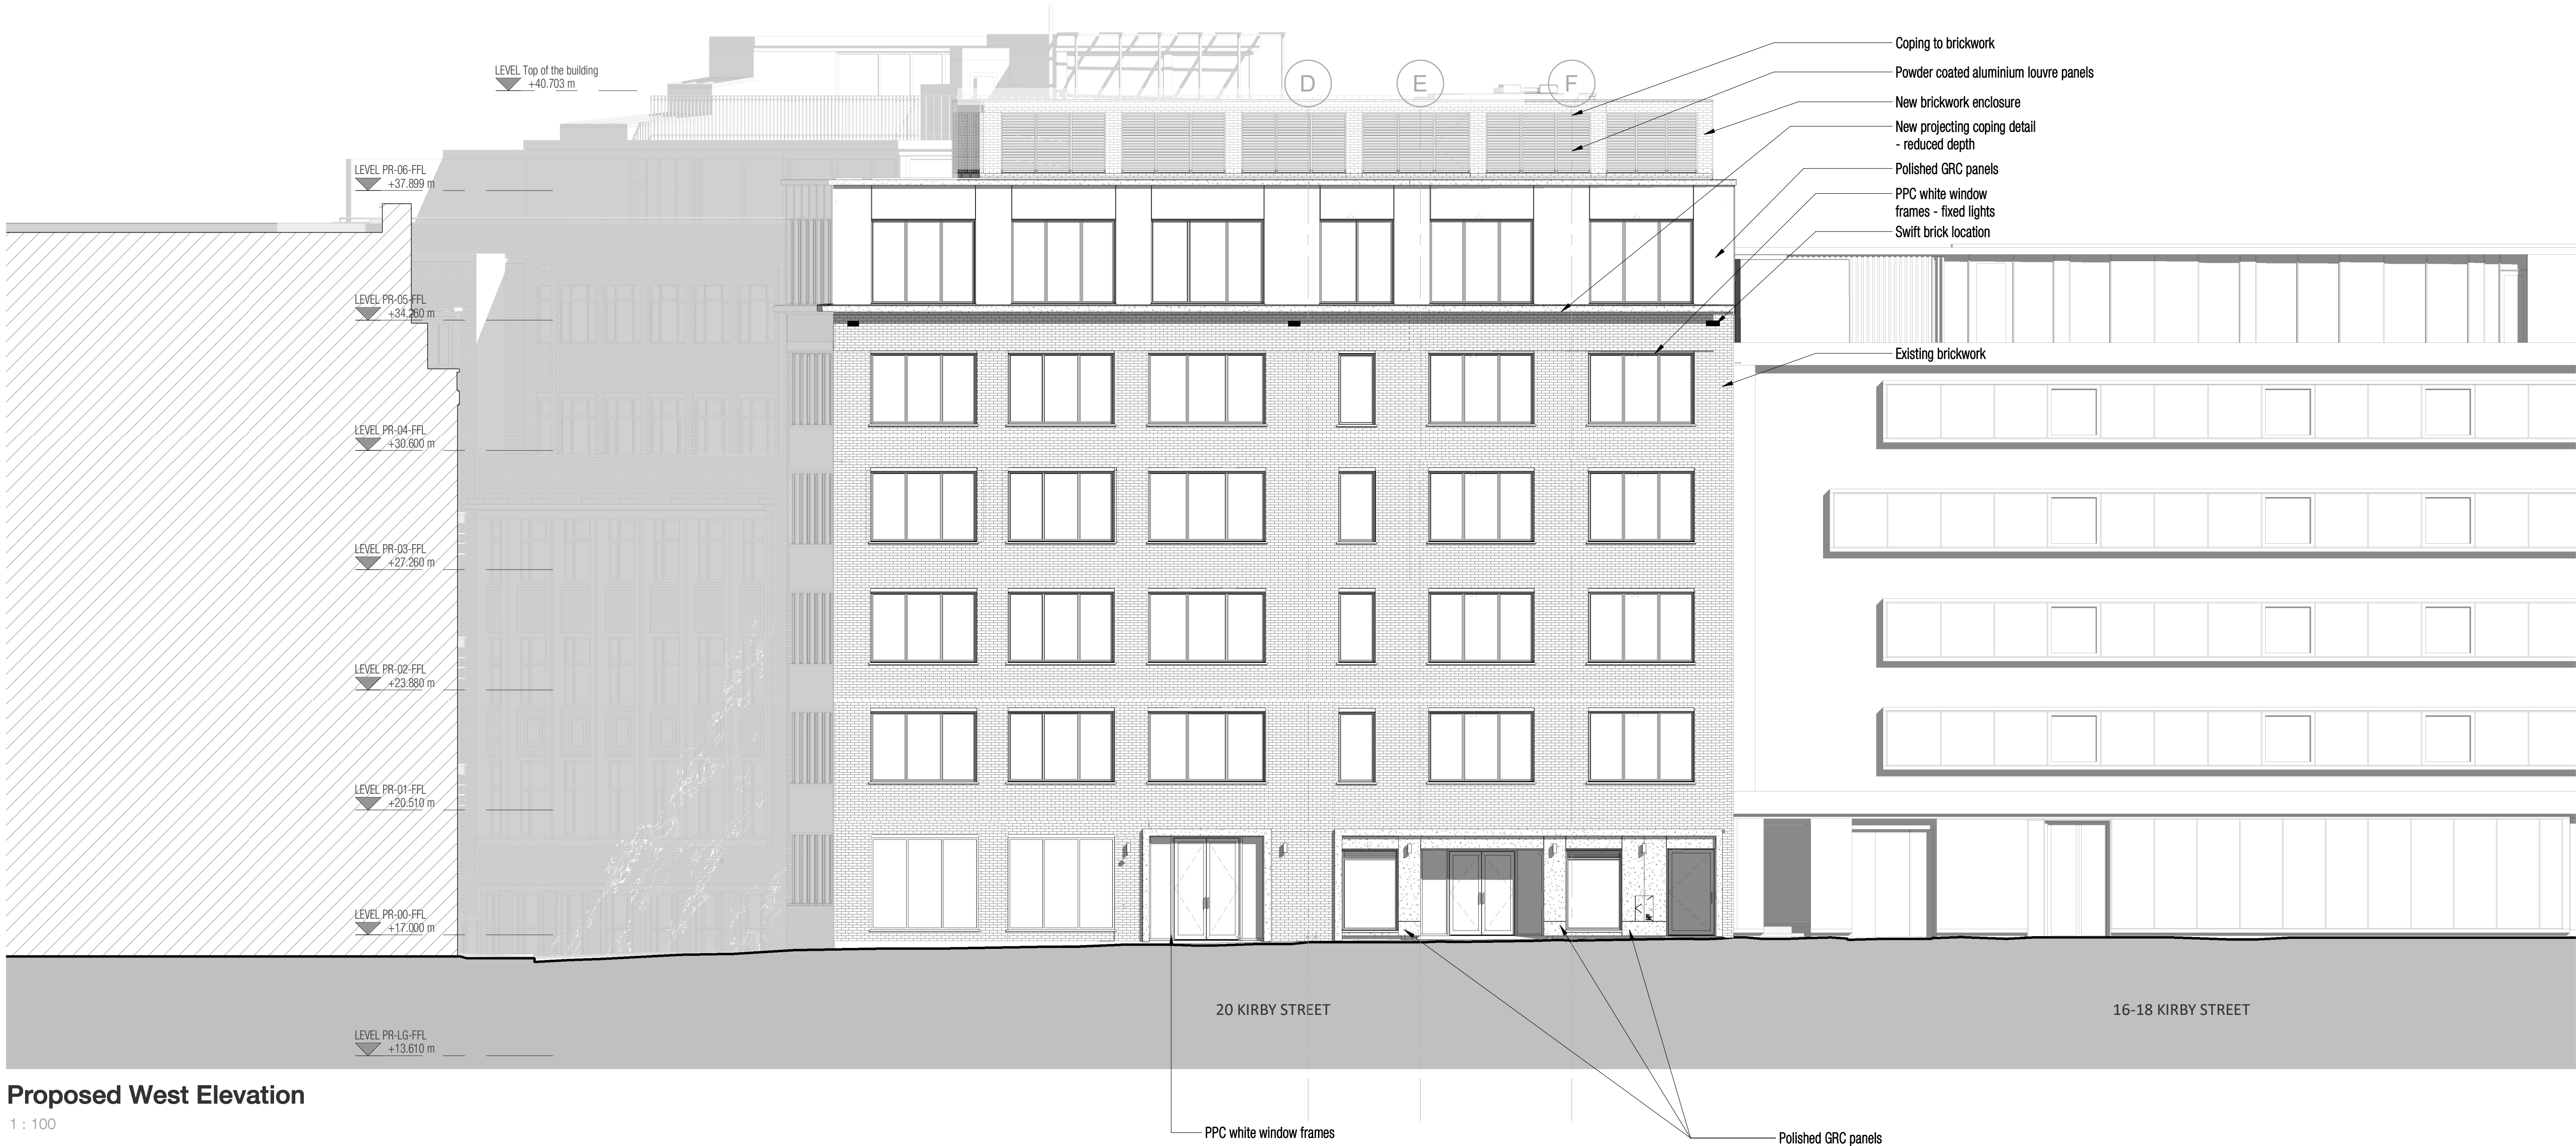 Coping to brickwork
LEVEL Top of the building
+40.703 m
D
E
F
Powder coated aluminium louvre panels
New brickwork enclosure
New projecting coping detail
- reduced depth
LEVEL PR-06-FFL
+37.899 m
Polished GRC panels
PPC white window
frames - fixed lights
Swift brick location
LEVEL PR-05-FFL
+34.260 m
Existing brickwork
LEVEL PR-04-FFL
+30.600 m
LEVEL PR-03-FFL
+27.260 m
LEVEL PR-02-FFL
+23.880 m
LEVEL PR-01-FFL
+20.510 m
LEVEL PR-00-FFL
+17.000 m
20 KIRBY STREET
16-18 KIRBY STREET
LEVEL PR-LG-FFL
+13.610 m
Proposed West Elevation
1 : 100
PPC white window frames
Polished GRC panels